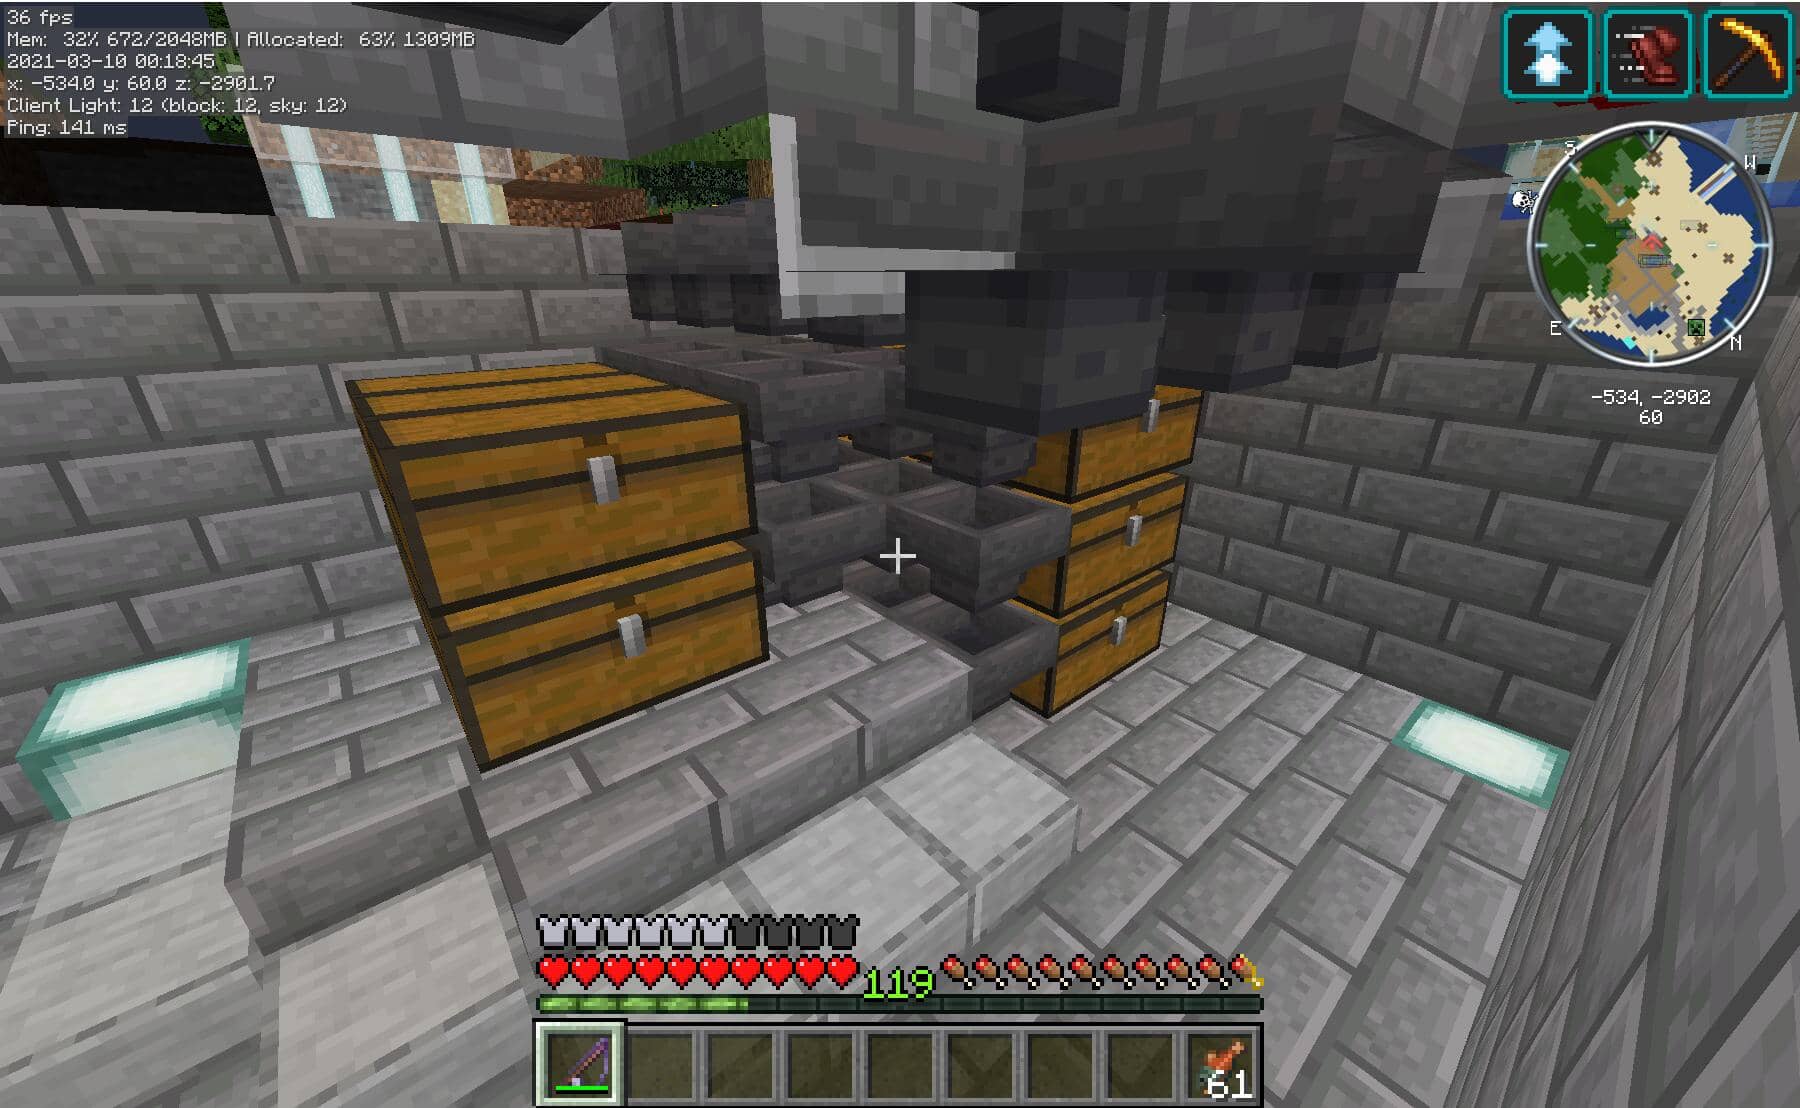 36 fps
Mem: 32% 672/2048MB | Allocated: 63% 1309MB
2021-03-10 00:18:45
x: -534.0 y: 60.0 z: -2901.7
Client Light: 12 (block: 12, sky: 12)
Ping: 141 ms
S
W
E
N
-534, -2902
60
119
61